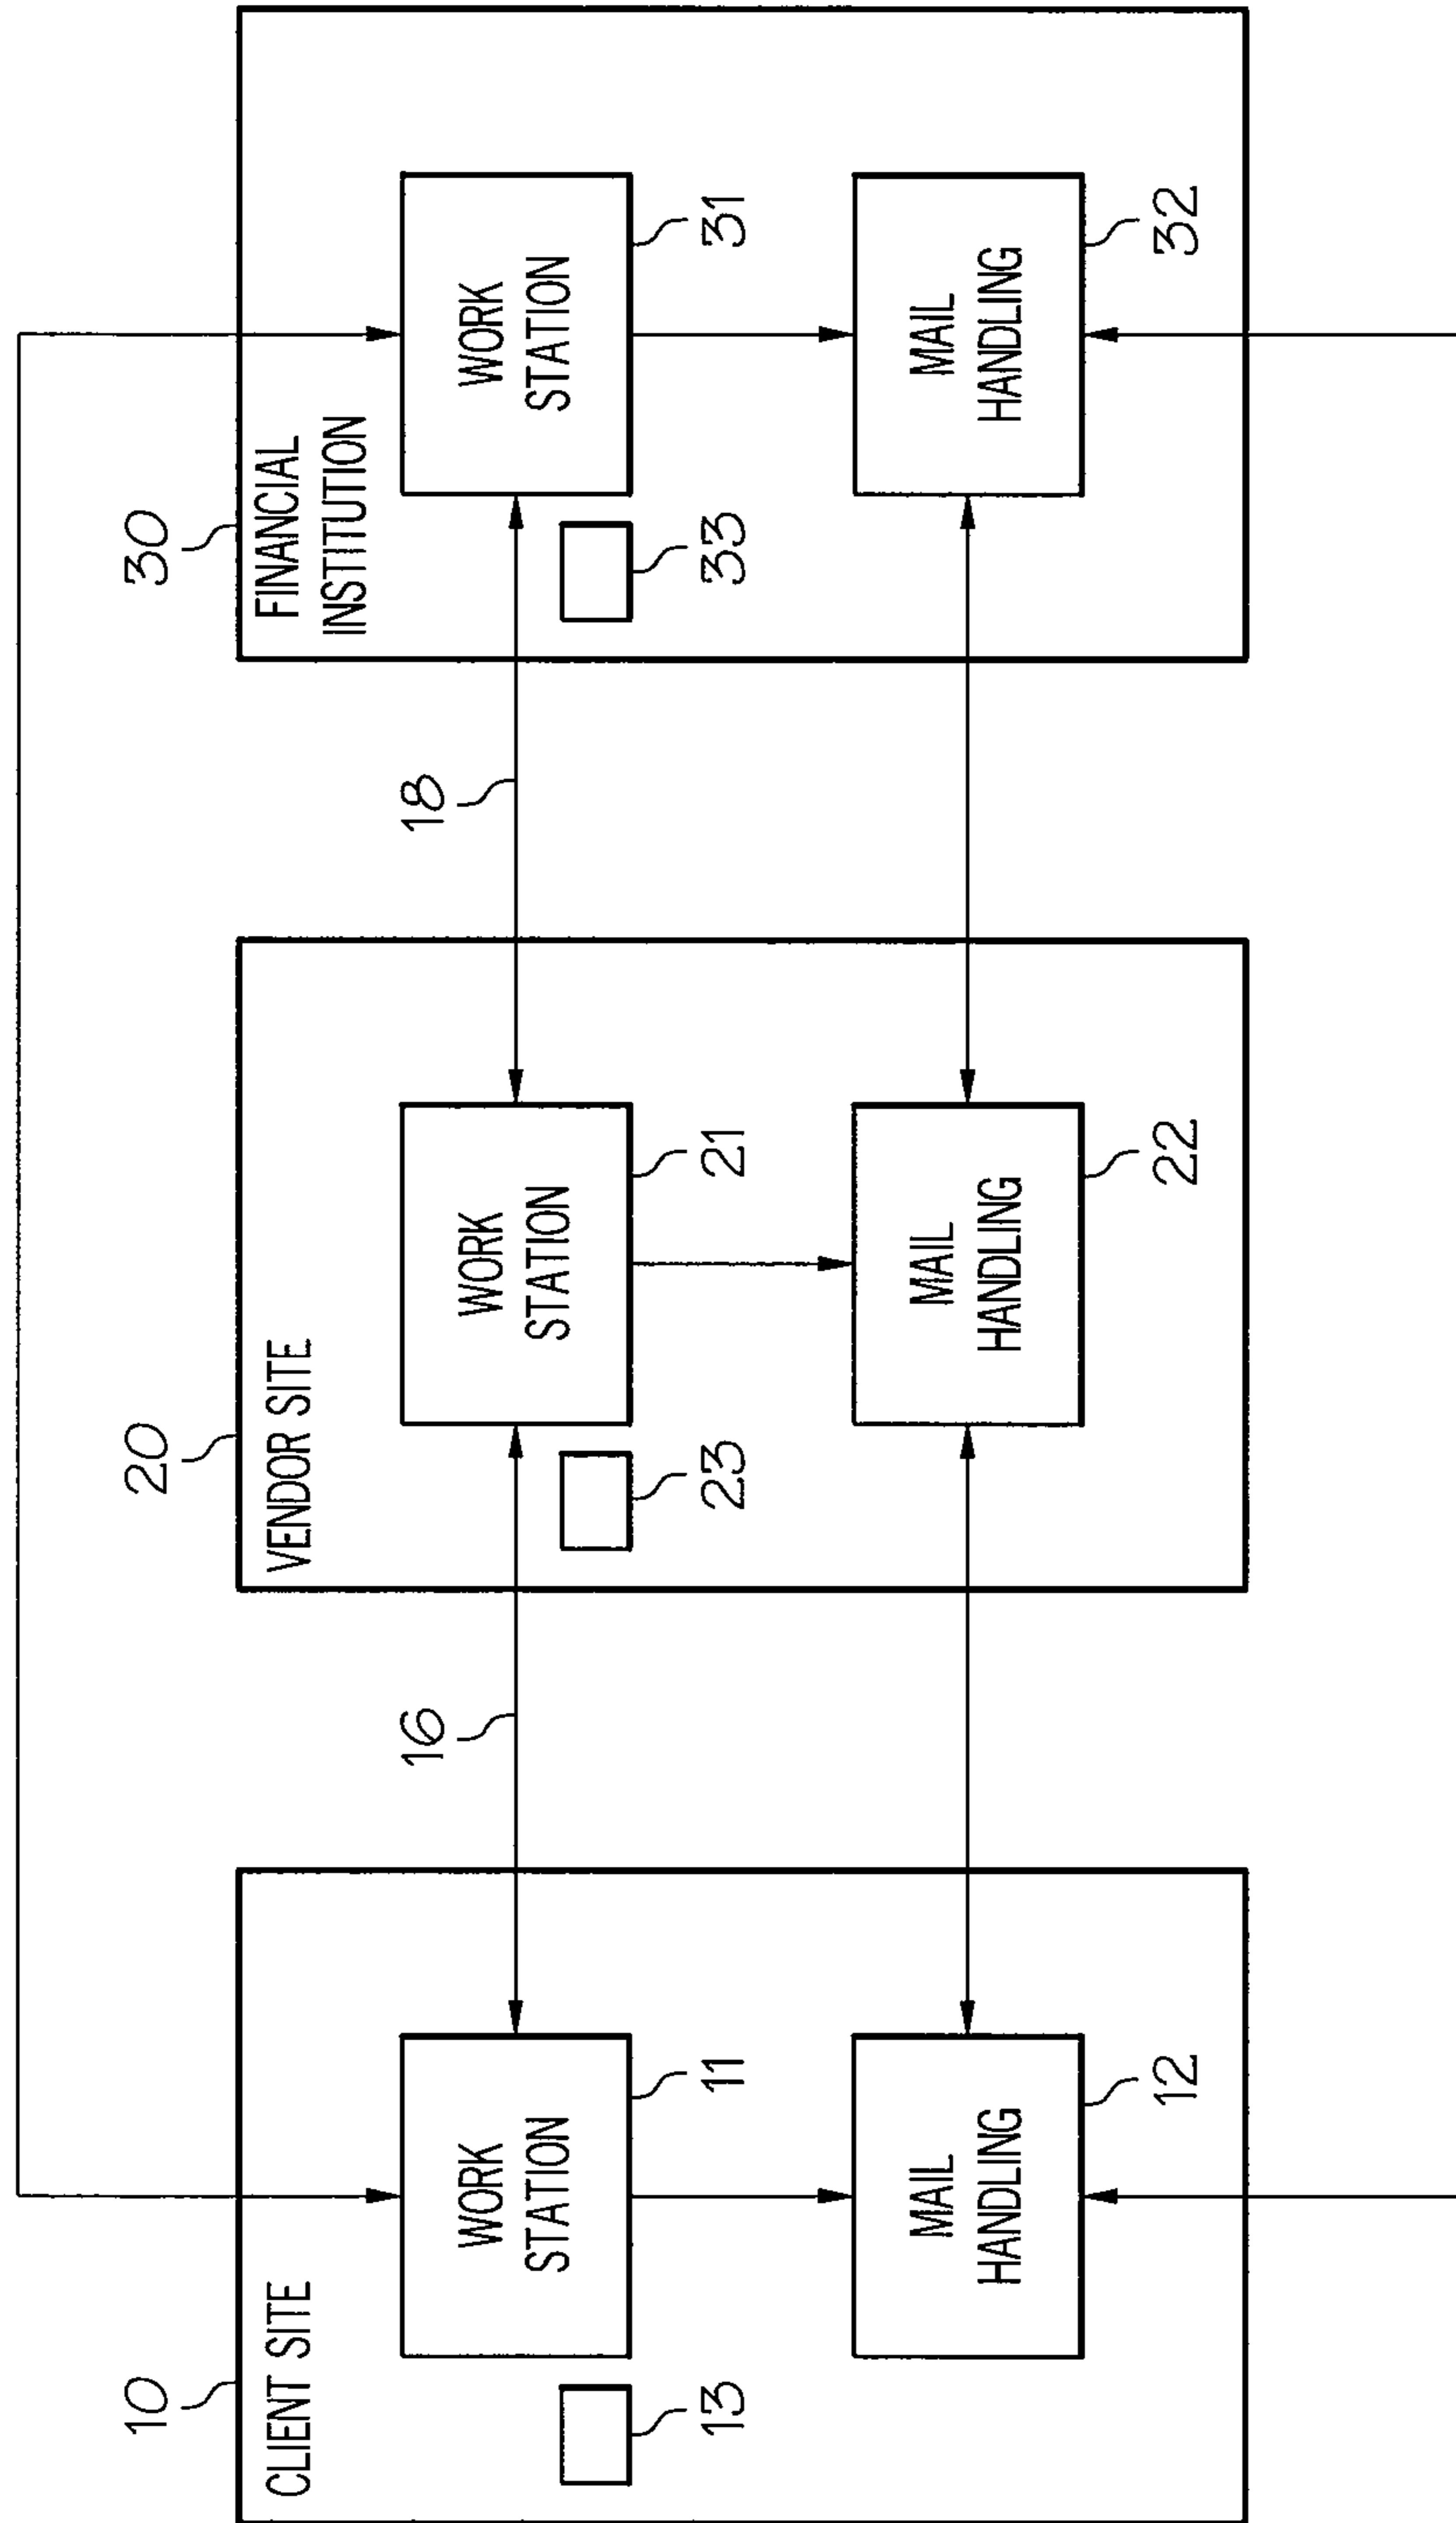 10
CLIENT SITE
WORK
STATION
11
13
MAIL
HANDLING
12
16
20
VENDOR SITE
WORK
STATION
21
23
MAIL
HANDLING
22
18
30
FINANCIAL
INSTITUTION
WORK
STATION
31
33
MAIL
HANDLING
32